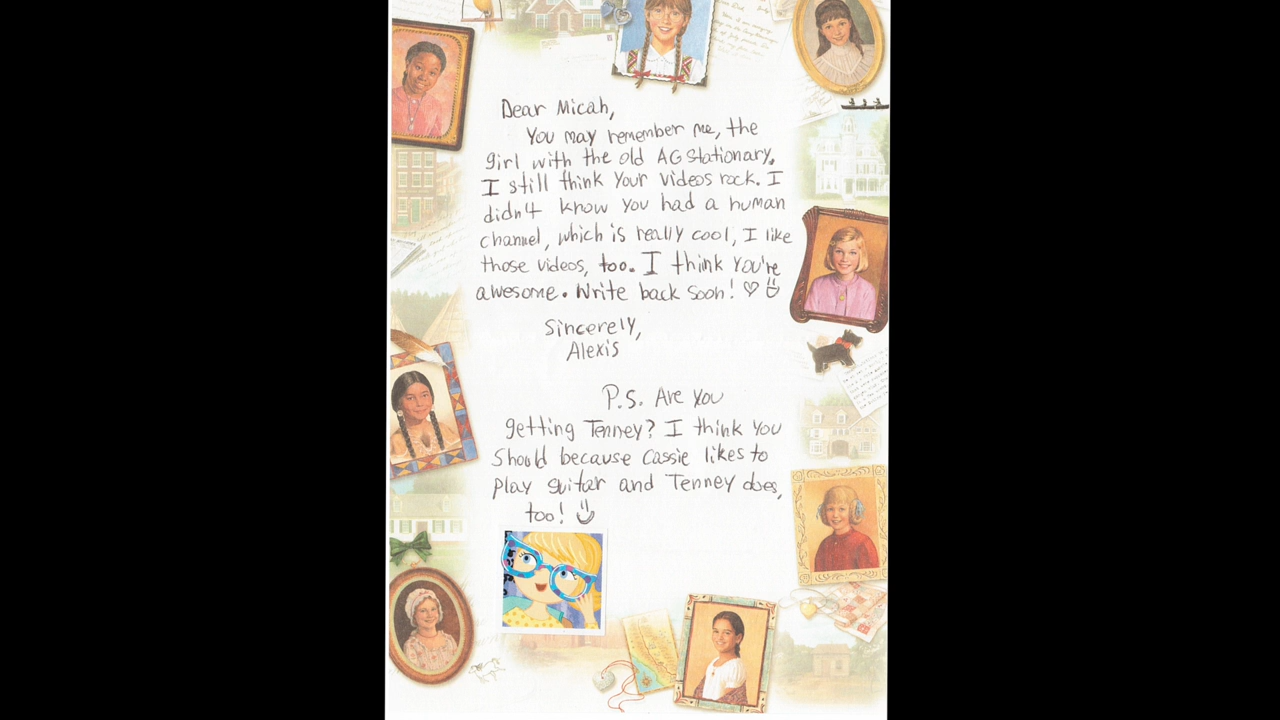 Dear Micah,
You may remember me, the
girl with the old AG stationary.
I still think your videos rock. I
didn't know you had a human
channel, which is really cool, I like
those videos, too. I think you're
awesome. Write back soon! ♡
Sincerely,
Alexis
P.S. Are you
getting Tenney? I think you
should because Cassie likes to
play guitar and Tenney does,
too!